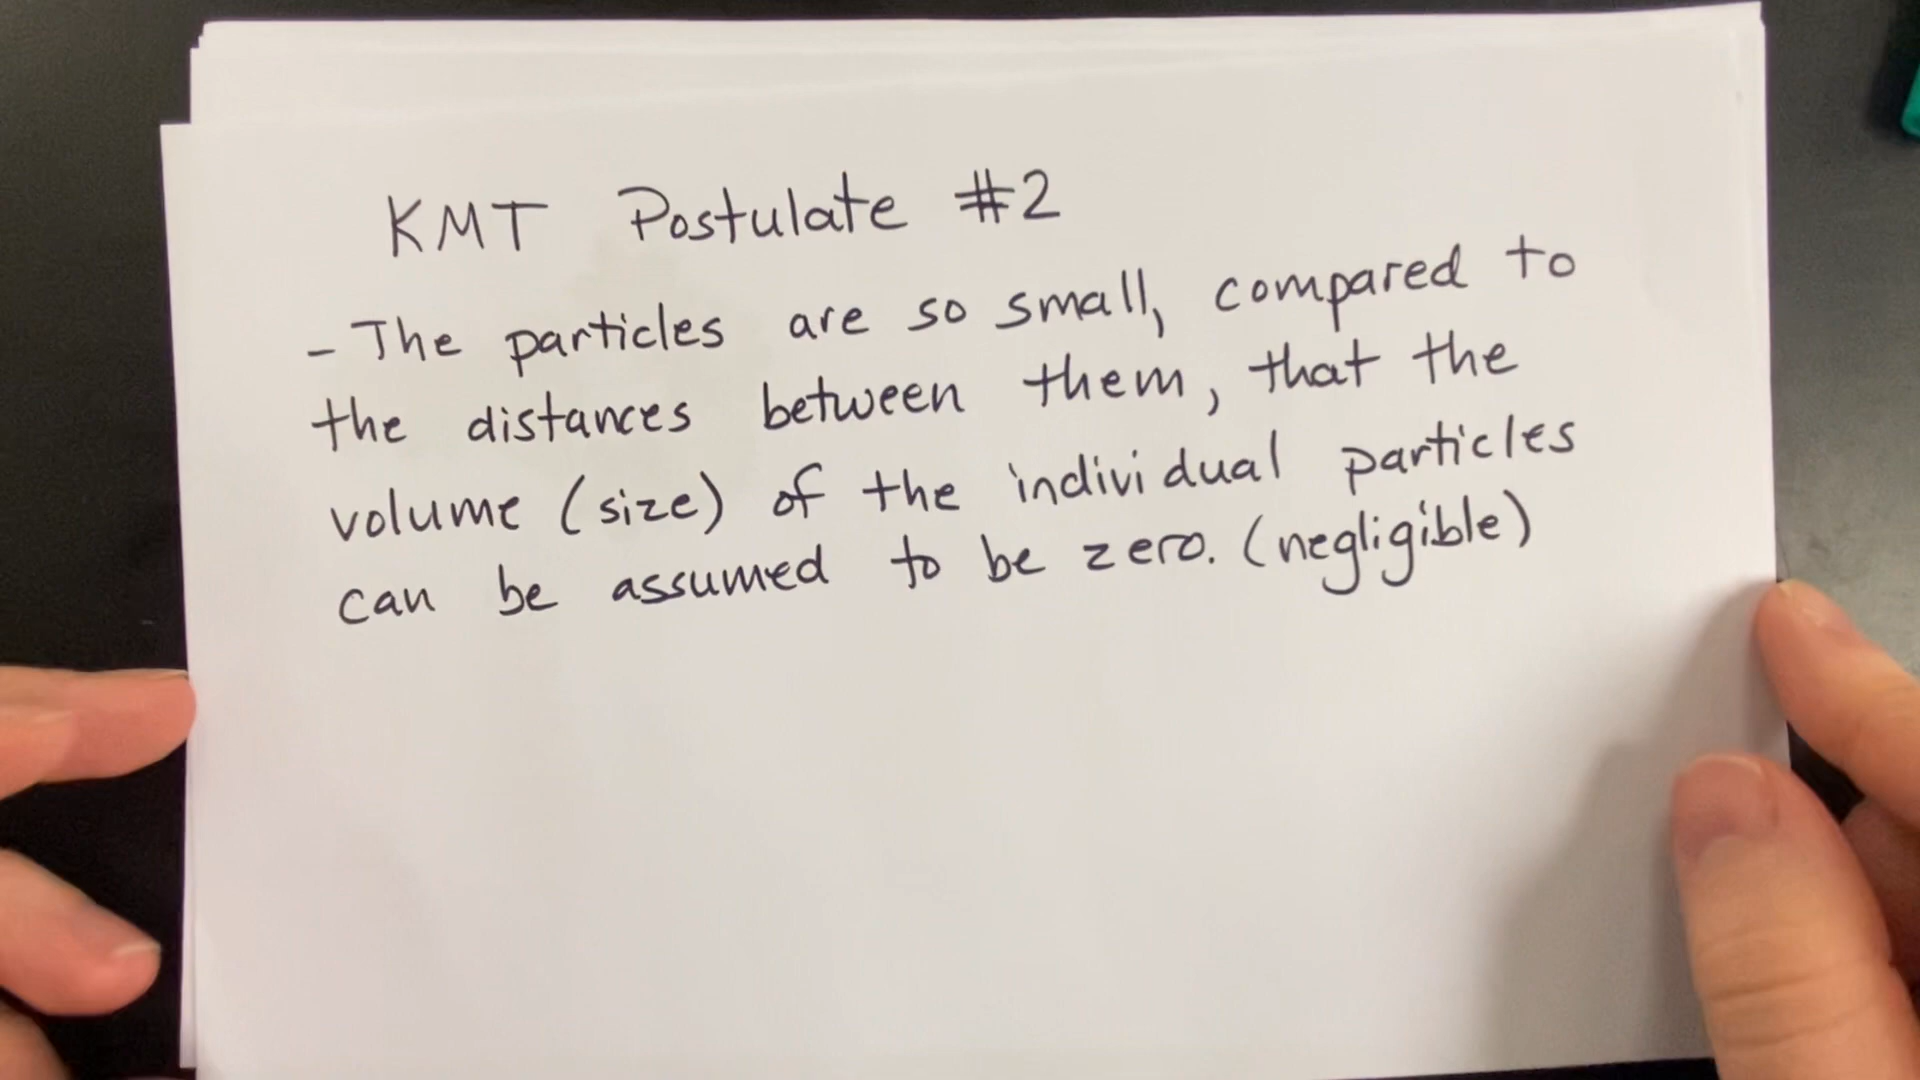 KMT Postulate #2
- The particles are so small, compared to
the distances between them, that the
volume (size) of the individual particles
can be assumed to be zero. (negligible)